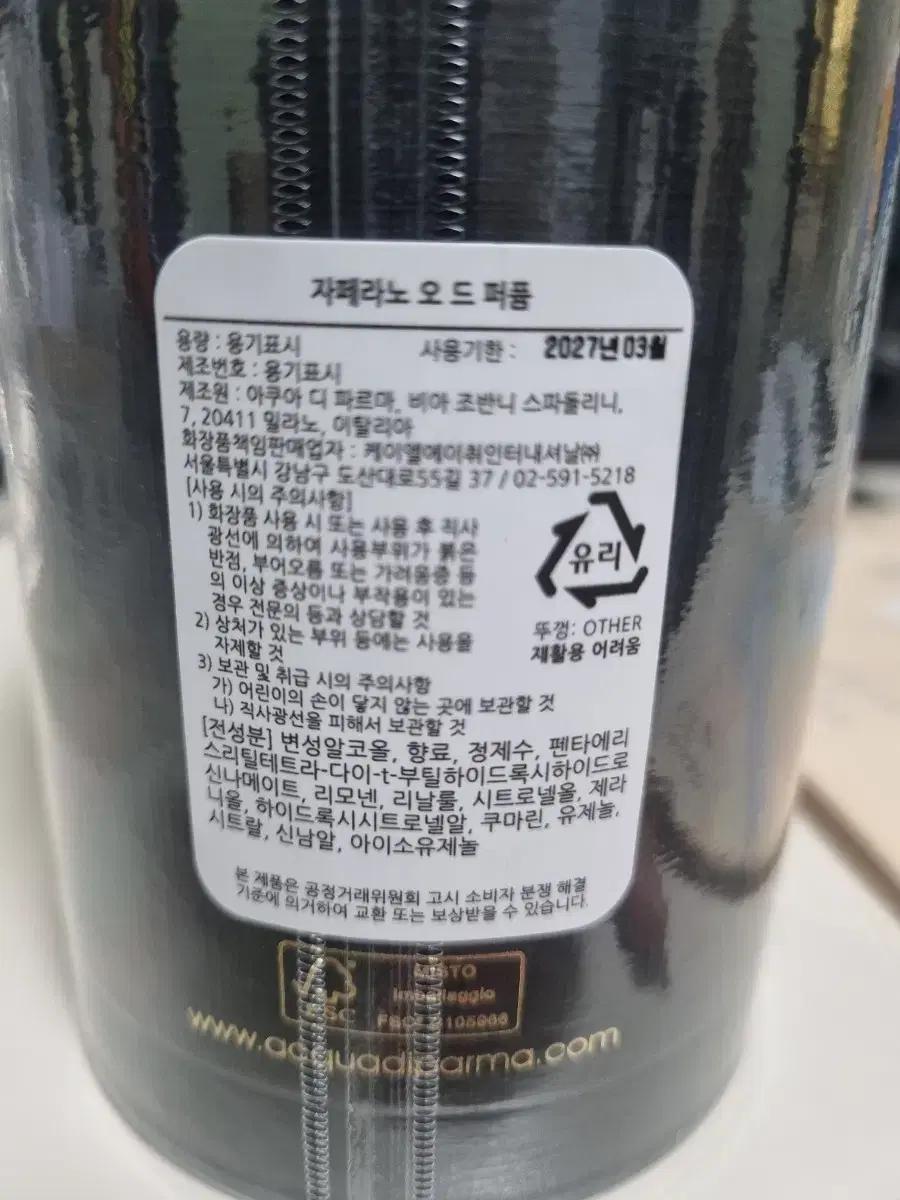 자페라노 오 드 퍼퓸
용량 : 용기표시
사용기한 : 2027년 03월
제조번호 : 용기표시
제조원 : 아쿠아 디 파르마, 비아 조반니 스파돌리니,
7, 20411 밀라노, 이탈리아
화장품책임판매업자 : 케이엘에이취인터내셔날㈜
서울특별시 강남구 도산대로55길 37 / 02-591-5218
[사용 시의 주의사항]
1) 화장품 사용 시 또는 사용 후 직사
광선에 의하여 사용부위가 붉은
반점, 부어오름 또는 가려움증 등
의 이상 증상이나 부작용이 있는
경우 전문의 등과 상담할 것
2) 상처가 있는 부위 등에는 사용을
자제할 것
3) 보관 및 취급 시의 주의사항
가) 어린이의 손이 닿지 않는 곳에 보관할 것
나) 직사광선을 피해서 보관할 것
유리
뚜껑: OTHER
재활용 어려움
[전성분] 변성알코올, 향료, 정제수, 펜타에리
스리틸테트라-다이-t-부틸하이드록시하이드로
신나메이트, 리모넨, 리날룰, 시트로넬올, 제라
니올, 하이드록시시트로넬알, 쿠마린, 유제놀,
시트랄, 신남알, 아이소유제놀
본 제품은 공정거래위원회 고시 소비자 분쟁 해결
기준에 의거하여 교환 또는 보상받을 수 있습니다.
FSC
MISTO
Imballaggio
www.acquadiparma.com